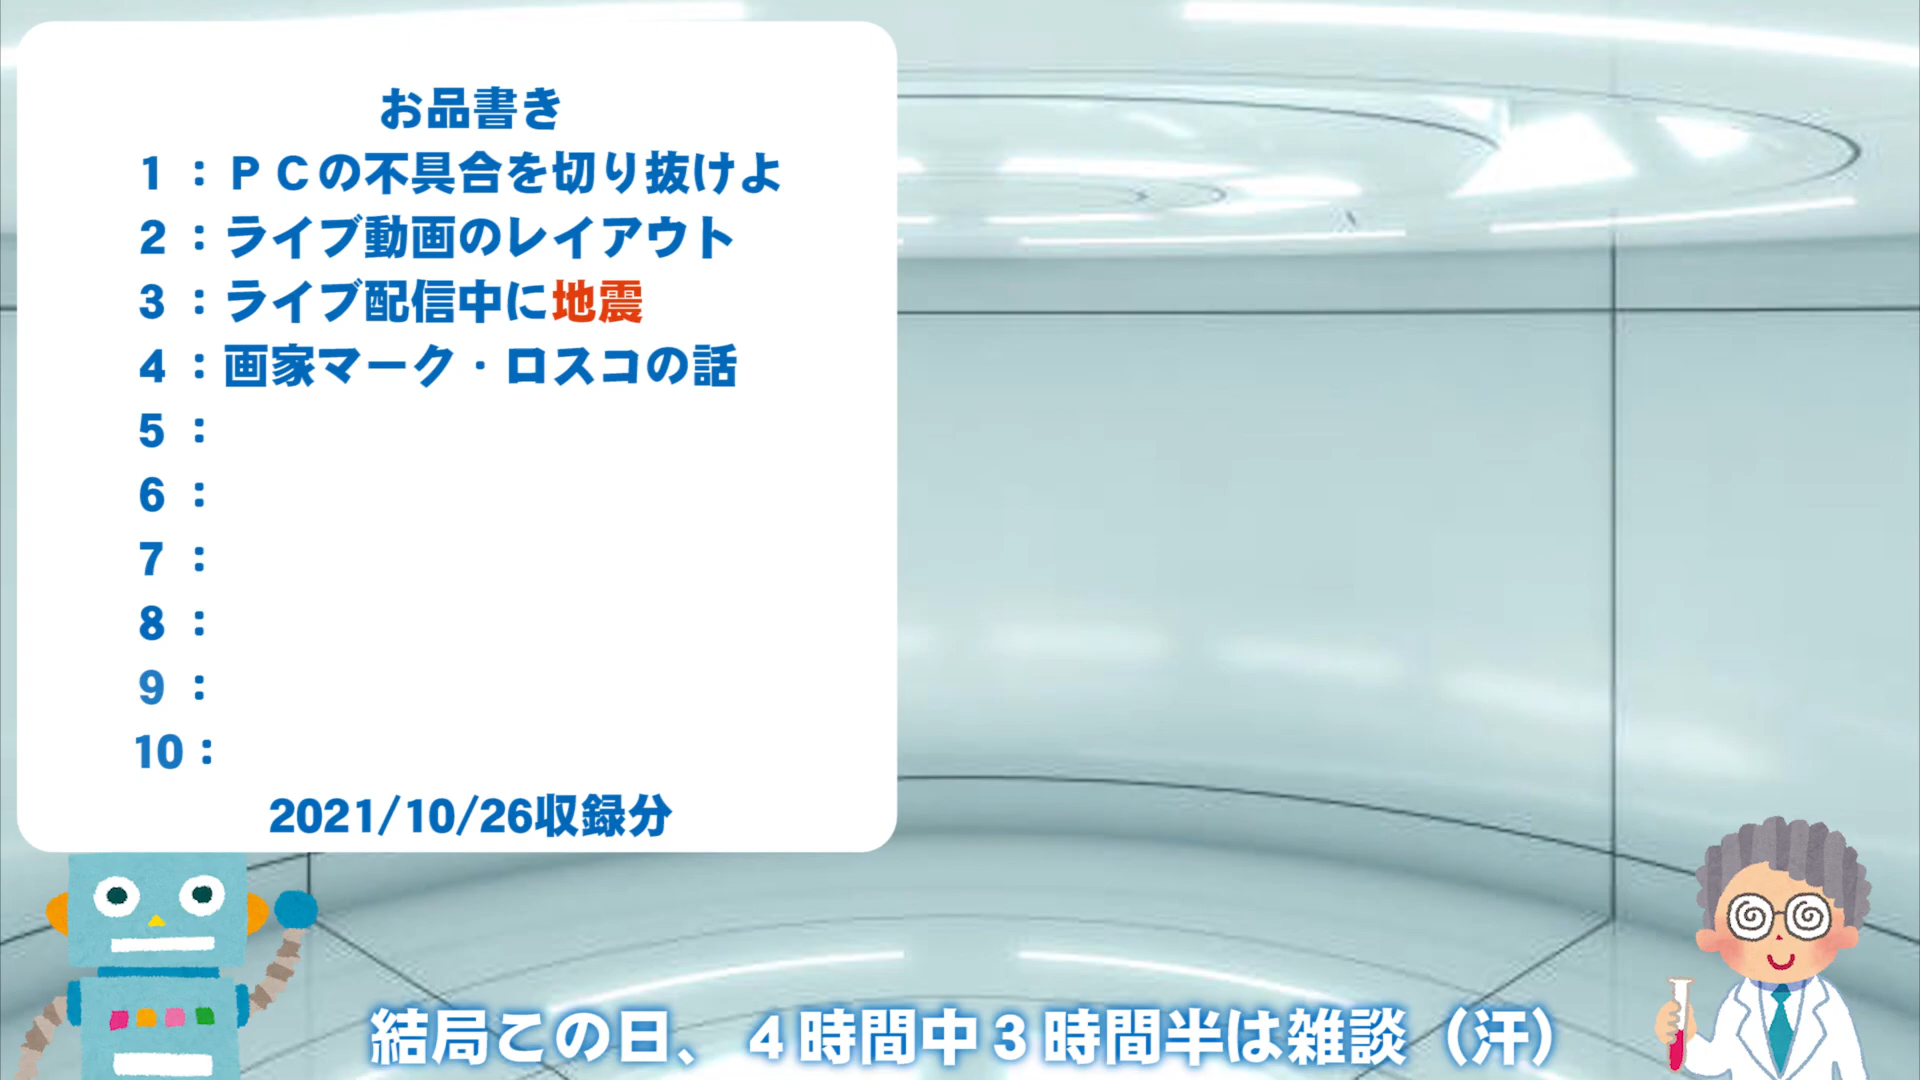 お品書き
1：ＰＣの不具合を切り抜けよ
2：ライブ動画のレイアウト
3：ライブ配信中に地震
4：画家マーク・ロスコの話
5：
6：
7：
8：
9：
10：
2021/10/26収録分
結局この日、４時間中３時間半は雑談（汗）